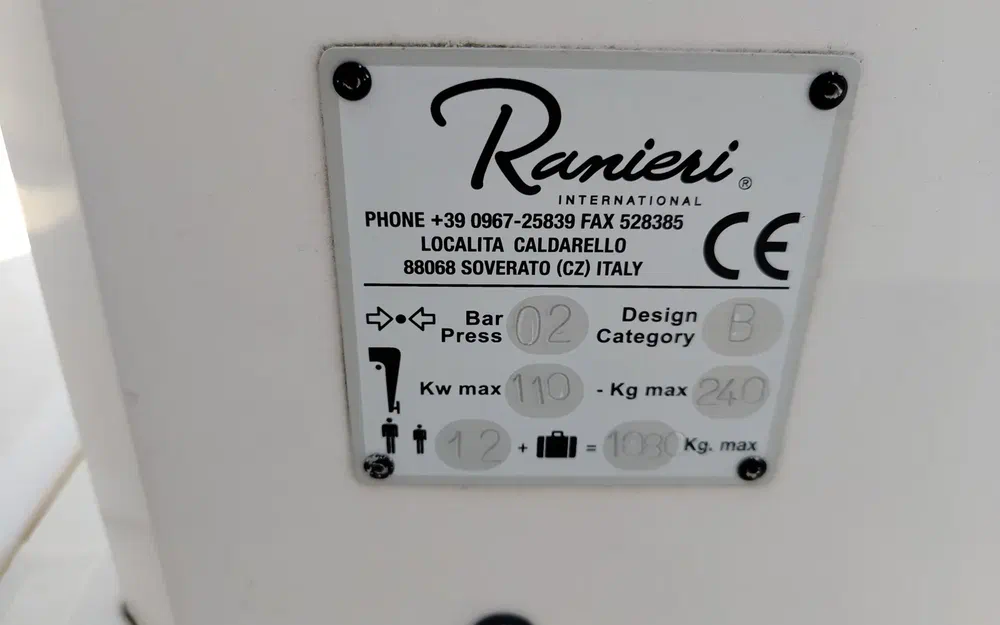 Ranieri ®
INTERNATIONAL
PHONE +39 0967-25839 FAX 528385
LOCALITA CALDARELLO
88068 SOVERATO (CZ) ITALY
CE
Bar Press 02 Design Category B
Kw max 110 - Kg max 240
12 + = 1080 Kg. max